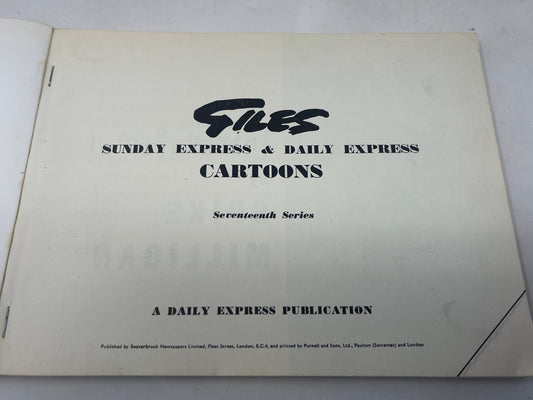 GILES
SUNDAY EXPRESS & DAILY EXPRESS
CARTOONS
Seventeenth Series
MILLIGAN
A DAILY EXPRESS PUBLICATION
Published by Beaverbrook Newspapers Limited, Fleet Street, London, E.C.4, and printed by Purnell and Sons, Ltd., Paulton (Somerset) and London